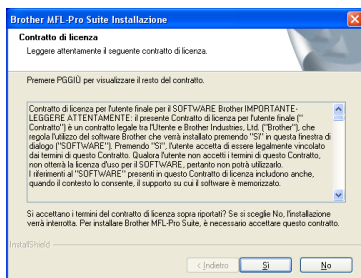 Brother MFL-Pro Suite Installazione
Contratto di licenza
Leggere attentamente il seguente contratto di licenza.
Premere PGGIÙ per visualizzare il resto del contratto.
Contratto di licenza per l'utente finale per il SOFTWARE Brother IMPORTANTE-
LEGGERE ATTENTAMENTE: il presente Contratto di licenza per l'utente finale ("
Contratto") è un contratto legale tra l'Utente e Brother Industries, Ltd. ("Brother"), che
regola l'utilizzo del software Brother che verrà installato premendo "Sì" in questa finestra di
dialogo ("SOFTWARE"). Premendo "Sì", l'utente accetta di essere legalmente vincolato
dai termini di questo Contratto. Qualora l'utente non accetti i termini di questo Contratto,
non otterrà la licenza d'uso per il SOFTWARE, pertanto non potrà utilizzarlo.
I riferimenti al "SOFTWARE" presenti in questo Contratto di licenza includono anche,
quando il contesto lo consente, il supporto su cui il software è memorizzato.
Si accettano i termini del contratto di licenza sopra riportati? Se si sceglie No, l'installazione
verrà interrotta. Per installare Brother MFL-Pro Suite, è necessario accettare questo contratto.
InstallShield
< Indietro
Sì
No